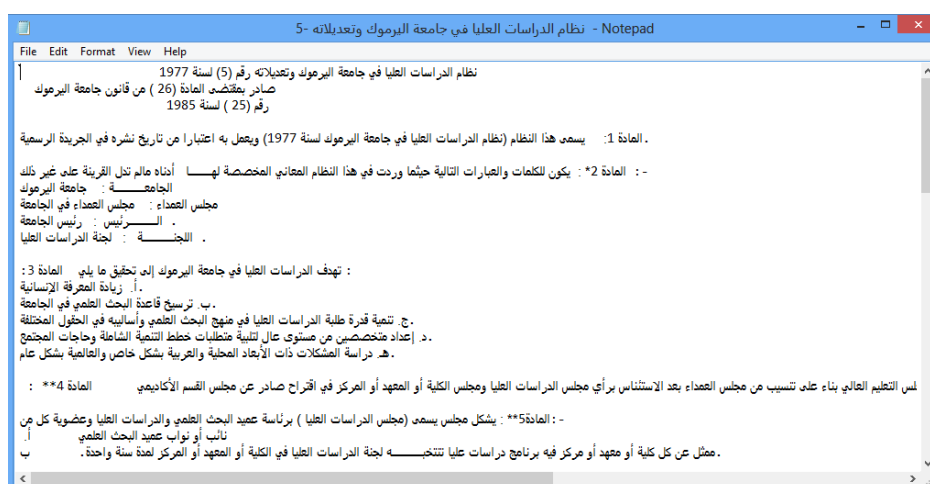 نظام الدراسات العليا في جامعة اليرموك وتعديلاته -5 - Notepad
File Edit Format View Help
نظام الدراسات العليا في جامعة اليرموك وتعديلاته رقم (5) لسنة 1977
صادر بمقتضى المادة (26 ) من قانون جامعة اليرموك
رقم (25 ) لسنة 1985
.المادة 1: يسمى هذا النظام (نظام الدراسات العليا في جامعة اليرموك لسنة 1977) ويعمل به اعتبارا من تاريخ نشره في الجريدة الرسمية
- : المادة 2* : يكون للكلمات والعبارات التالية حيثما وردت في هذا النظام المعاني المخصصة لهـــــا أدناه مالم تدل القرينة على غير ذلك
الجامعـــــــة : جامعة اليرموك
مجلس العمداء : مجلس العمداء في الجامعة
. الـــــــرئيس : رئيس الجامعة
. اللجنـــــــة : لجنة الدراسات العليا
: تهدف الدراسات العليا في جامعة اليرموك إلى تحقيق ما يلي المادة 3:
.أ. زيادة المعرفة الإنسانية
.ب. ترسيخ قاعدة البحث العلمي في الجامعة
.ج. تنمية قدرة طلبة الدراسات العليا في منهج البحث العلمي وأساليبه في الحقول المختلفة
.د. إعداد متخصصين من مستوى عال لتلبية متطلبات خطط التنمية الشاملة وحاجات المجتمع
.هـ. دراسة المشكلات ذات الأبعاد المحلية والعربية بشكل خاص والعالمية بشكل عام
لس التعليم العالي بناء على تنسيب من مجلس العمداء بعد الاستئناس برأي مجلس الدراسات العليا ومجلس الكلية أو المعهد أو المركز في اقتراح صادر عن مجلس القسم الأكاديمي المادة 4** :
- : المادة5** : يشكل مجلس يسمى (مجلس الدراسات العليا ) برئاسة عميد البحث العلمي والدراسات العليا وعضوية كل من
نائب أو نواب عميد البحث العلمي أ.
.ممثل عن كل كلية أو معهد أو مركز فيه برنامج دراسات عليا تنتخبـــــــه لجنة الدراسات العليا في الكلية أو المعهد أو المركز لمدة سنة واحدة. ب